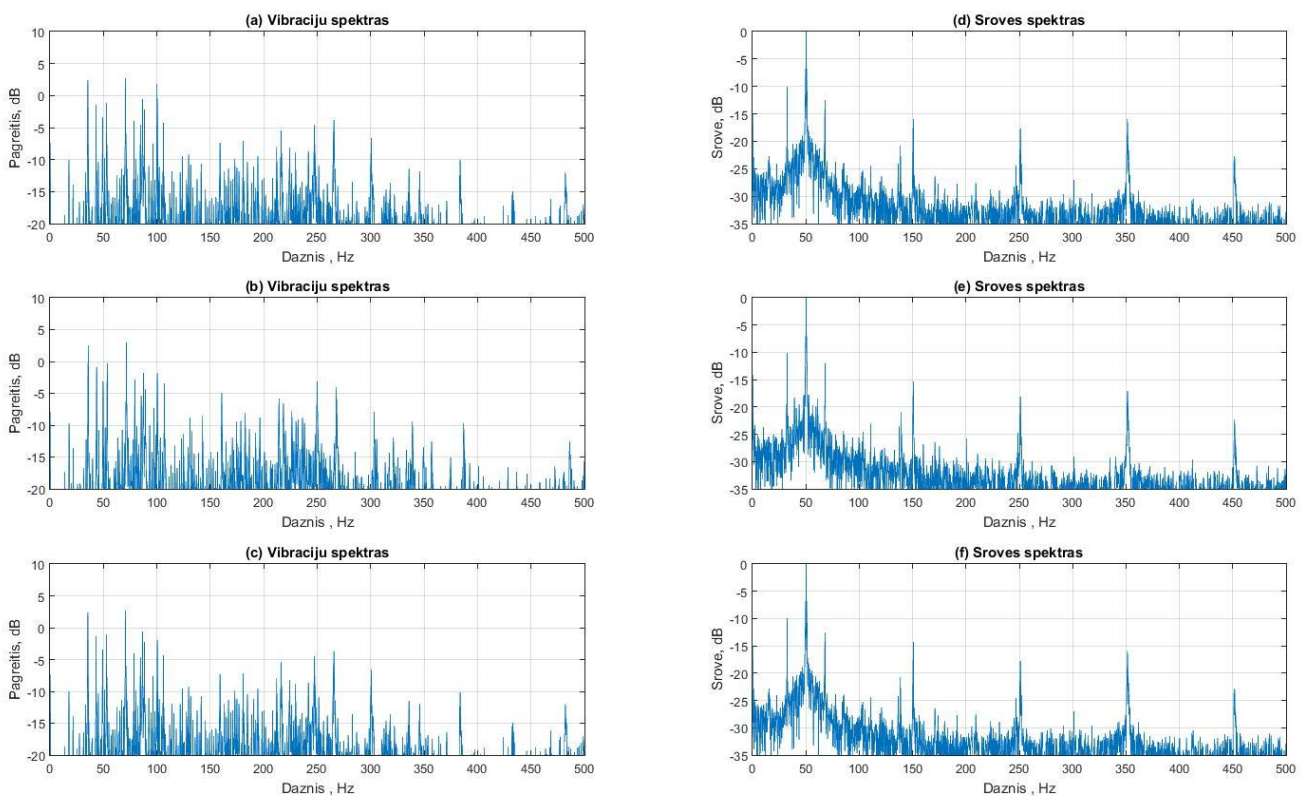 (a) Vibraciju spektras
10
5
0
-5
-10
-15
-20
Pagreitis, dB
0 50 100 150 200 250 300 350 400 450 500
Daznis , Hz
(d) Sroves spektras
0
-5
-10
-15
-20
-25
-30
-35
Srove, dB
0 50 100 150 200 250 300 350 400 450 500
Daznis , Hz
(b) Vibraciju spektras
10
5
0
-5
-10
-15
-20
Pagreitis, dB
0 50 100 150 200 250 300 350 400 450 500
Daznis , Hz
(e) Sroves spektras
0
-5
-10
-15
-20
-25
-30
-35
Srove, dB
0 50 100 150 200 250 300 350 400 450 500
Daznis , Hz
(c) Vibraciju spektras
10
5
0
-5
-10
-15
-20
Pagreitis, dB
0 50 100 150 200 250 300 350 400 450 500
Daznis , Hz
(f) Sroves spektras
0
-5
-10
-15
-20
-25
-30
-35
Srove, dB
0 50 100 150 200 250 300 350 400 450 500
Daznis , Hz